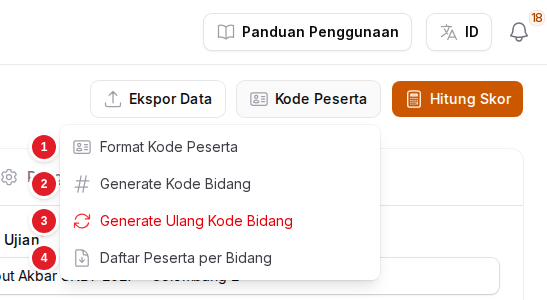 Panduan Penggunaan
ID
18
Ekspor Data
Kode Peserta
Hitung Skor
1 Format Kode Peserta
2 Generate Kode Bidang
3 Generate Ulang Kode Bidang
4 Daftar Peserta per Bidang
Ujian